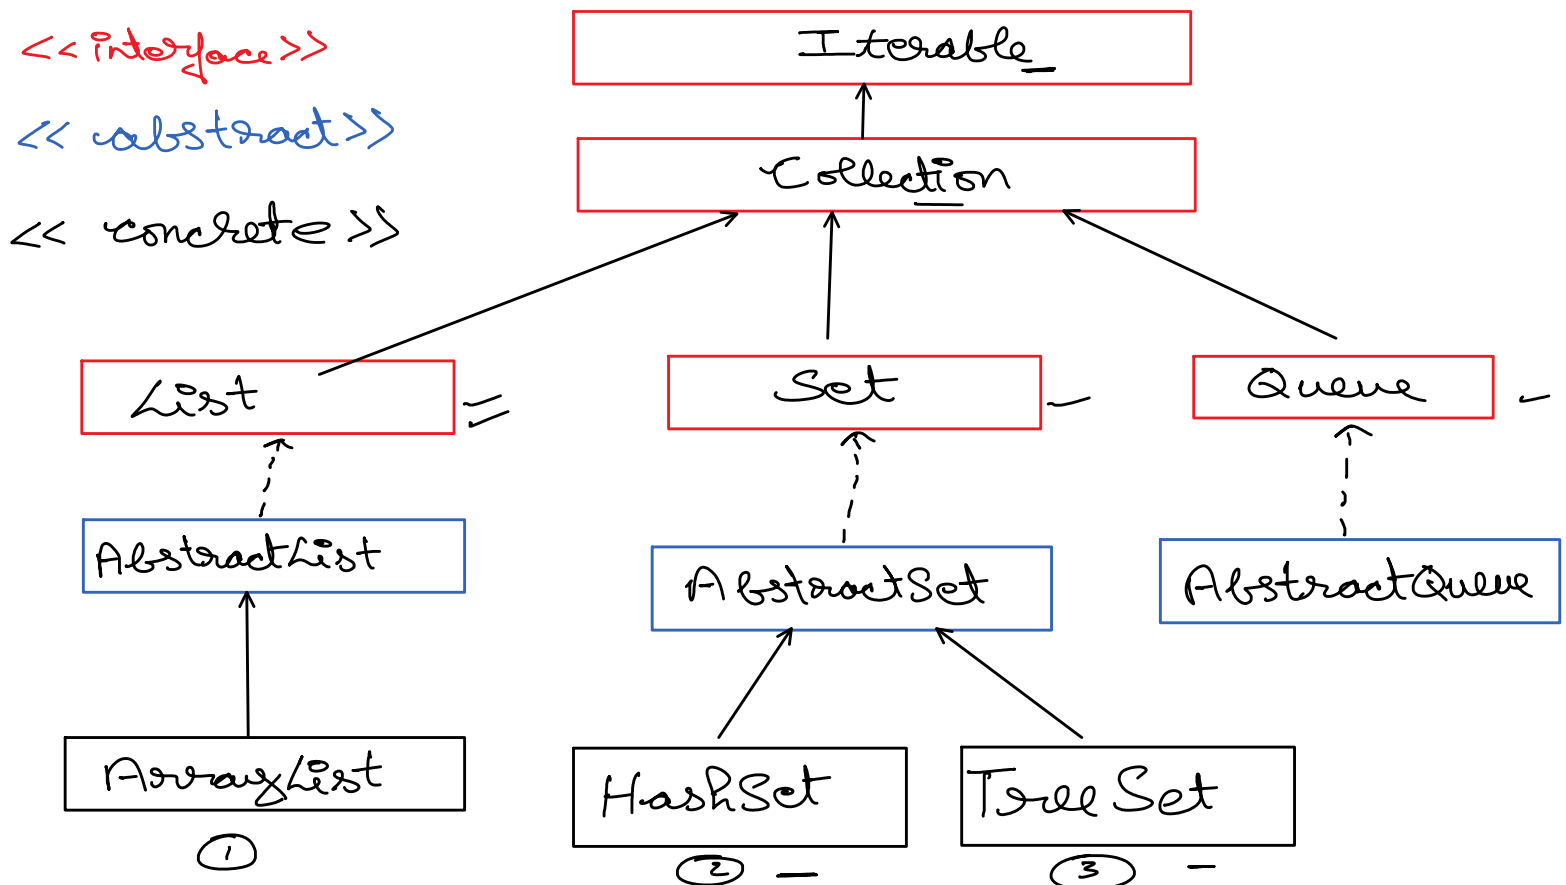 <<interface>>
<<abstract>>
<<concrete>>
Iterable
Collection
List
Set
Queue
AbstractList
AbstractSet
AbstractQueue
ArrayList
HashSet
TreeSet
1
2
3